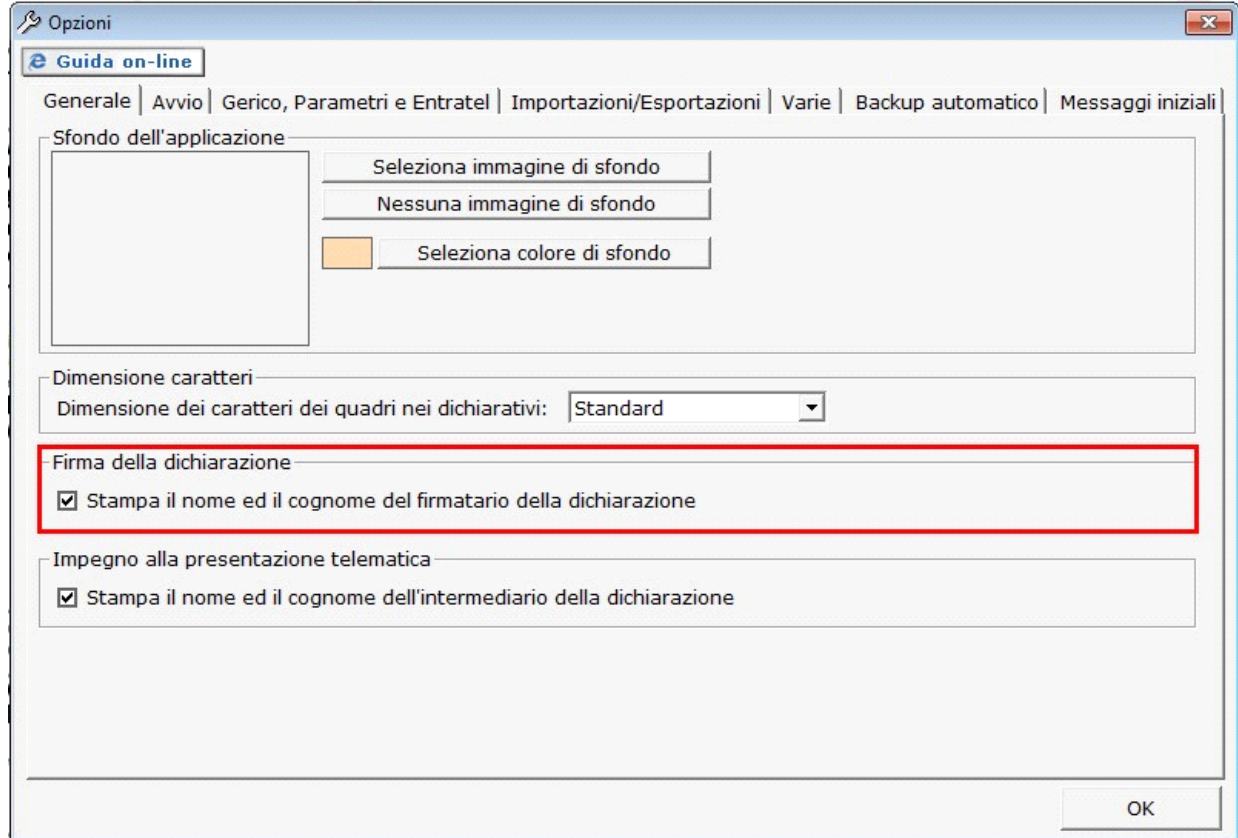 Opzioni
Guida on-line
Generale Avvio Gerico, Parametri e Entratel Importazioni/Esportazioni Varie Backup automatico Messaggi iniziali
Sfondo dell'applicazione
Seleziona immagine di sfondo
Nessuna immagine di sfondo
Seleziona colore di sfondo
Dimensione caratteri
Dimensione dei caratteri dei quadri nei dichiarativi: Standard
Firma della dichiarazione
Stampa il nome ed il cognome del firmatario della dichiarazione
Impegno alla presentazione telematica
Stampa il nome ed il cognome dell'intermediario della dichiarazione
OK